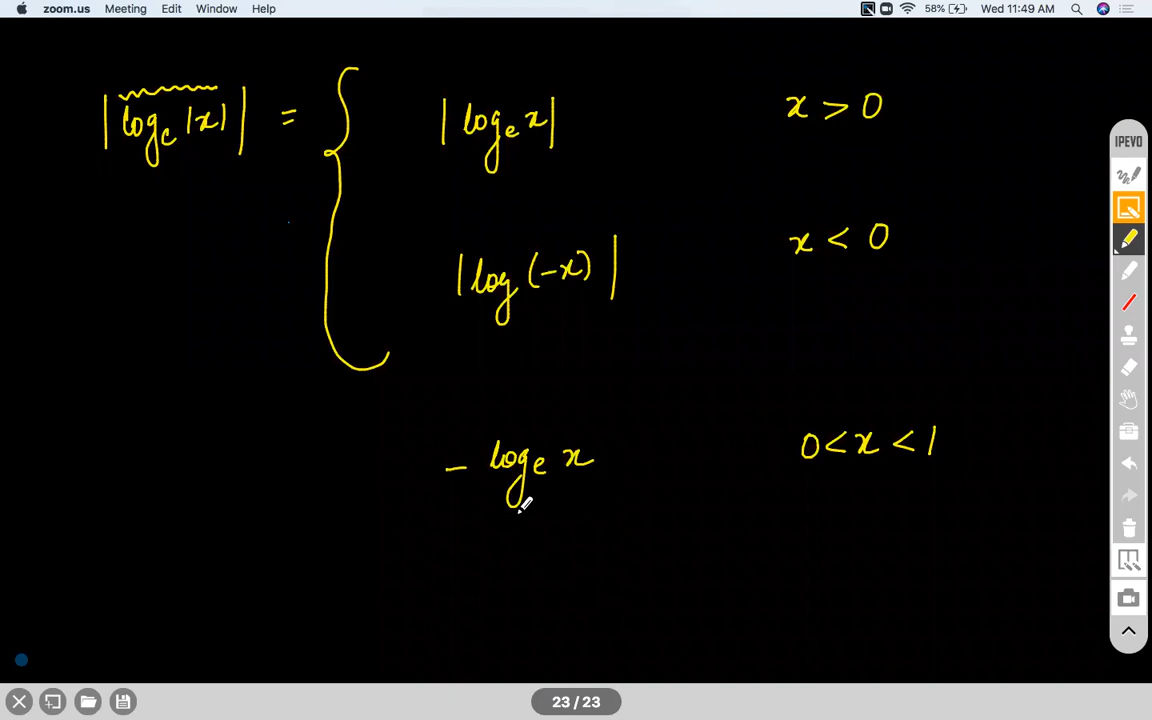 zoom.us Meeting Edit Window Help 58% Wed 11:49 AM
|log_e |x|| = { |log_e x| x > 0
IPEVO
|log (-x)| x < 0
- log_e x 0 < x < 1
23 / 23